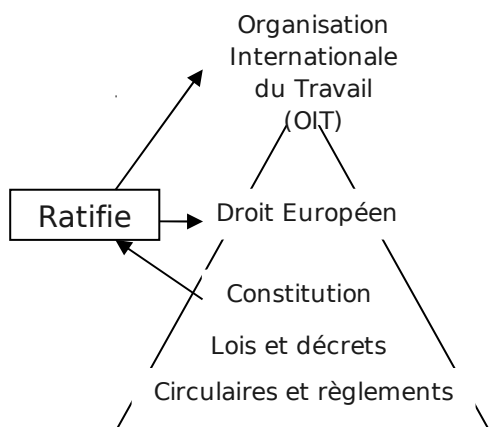 Organisation
Internationale
du Travail
(OIT)
Ratifie
Droit Européen
Constitution
Lois et décrets
Circulaires et règlements